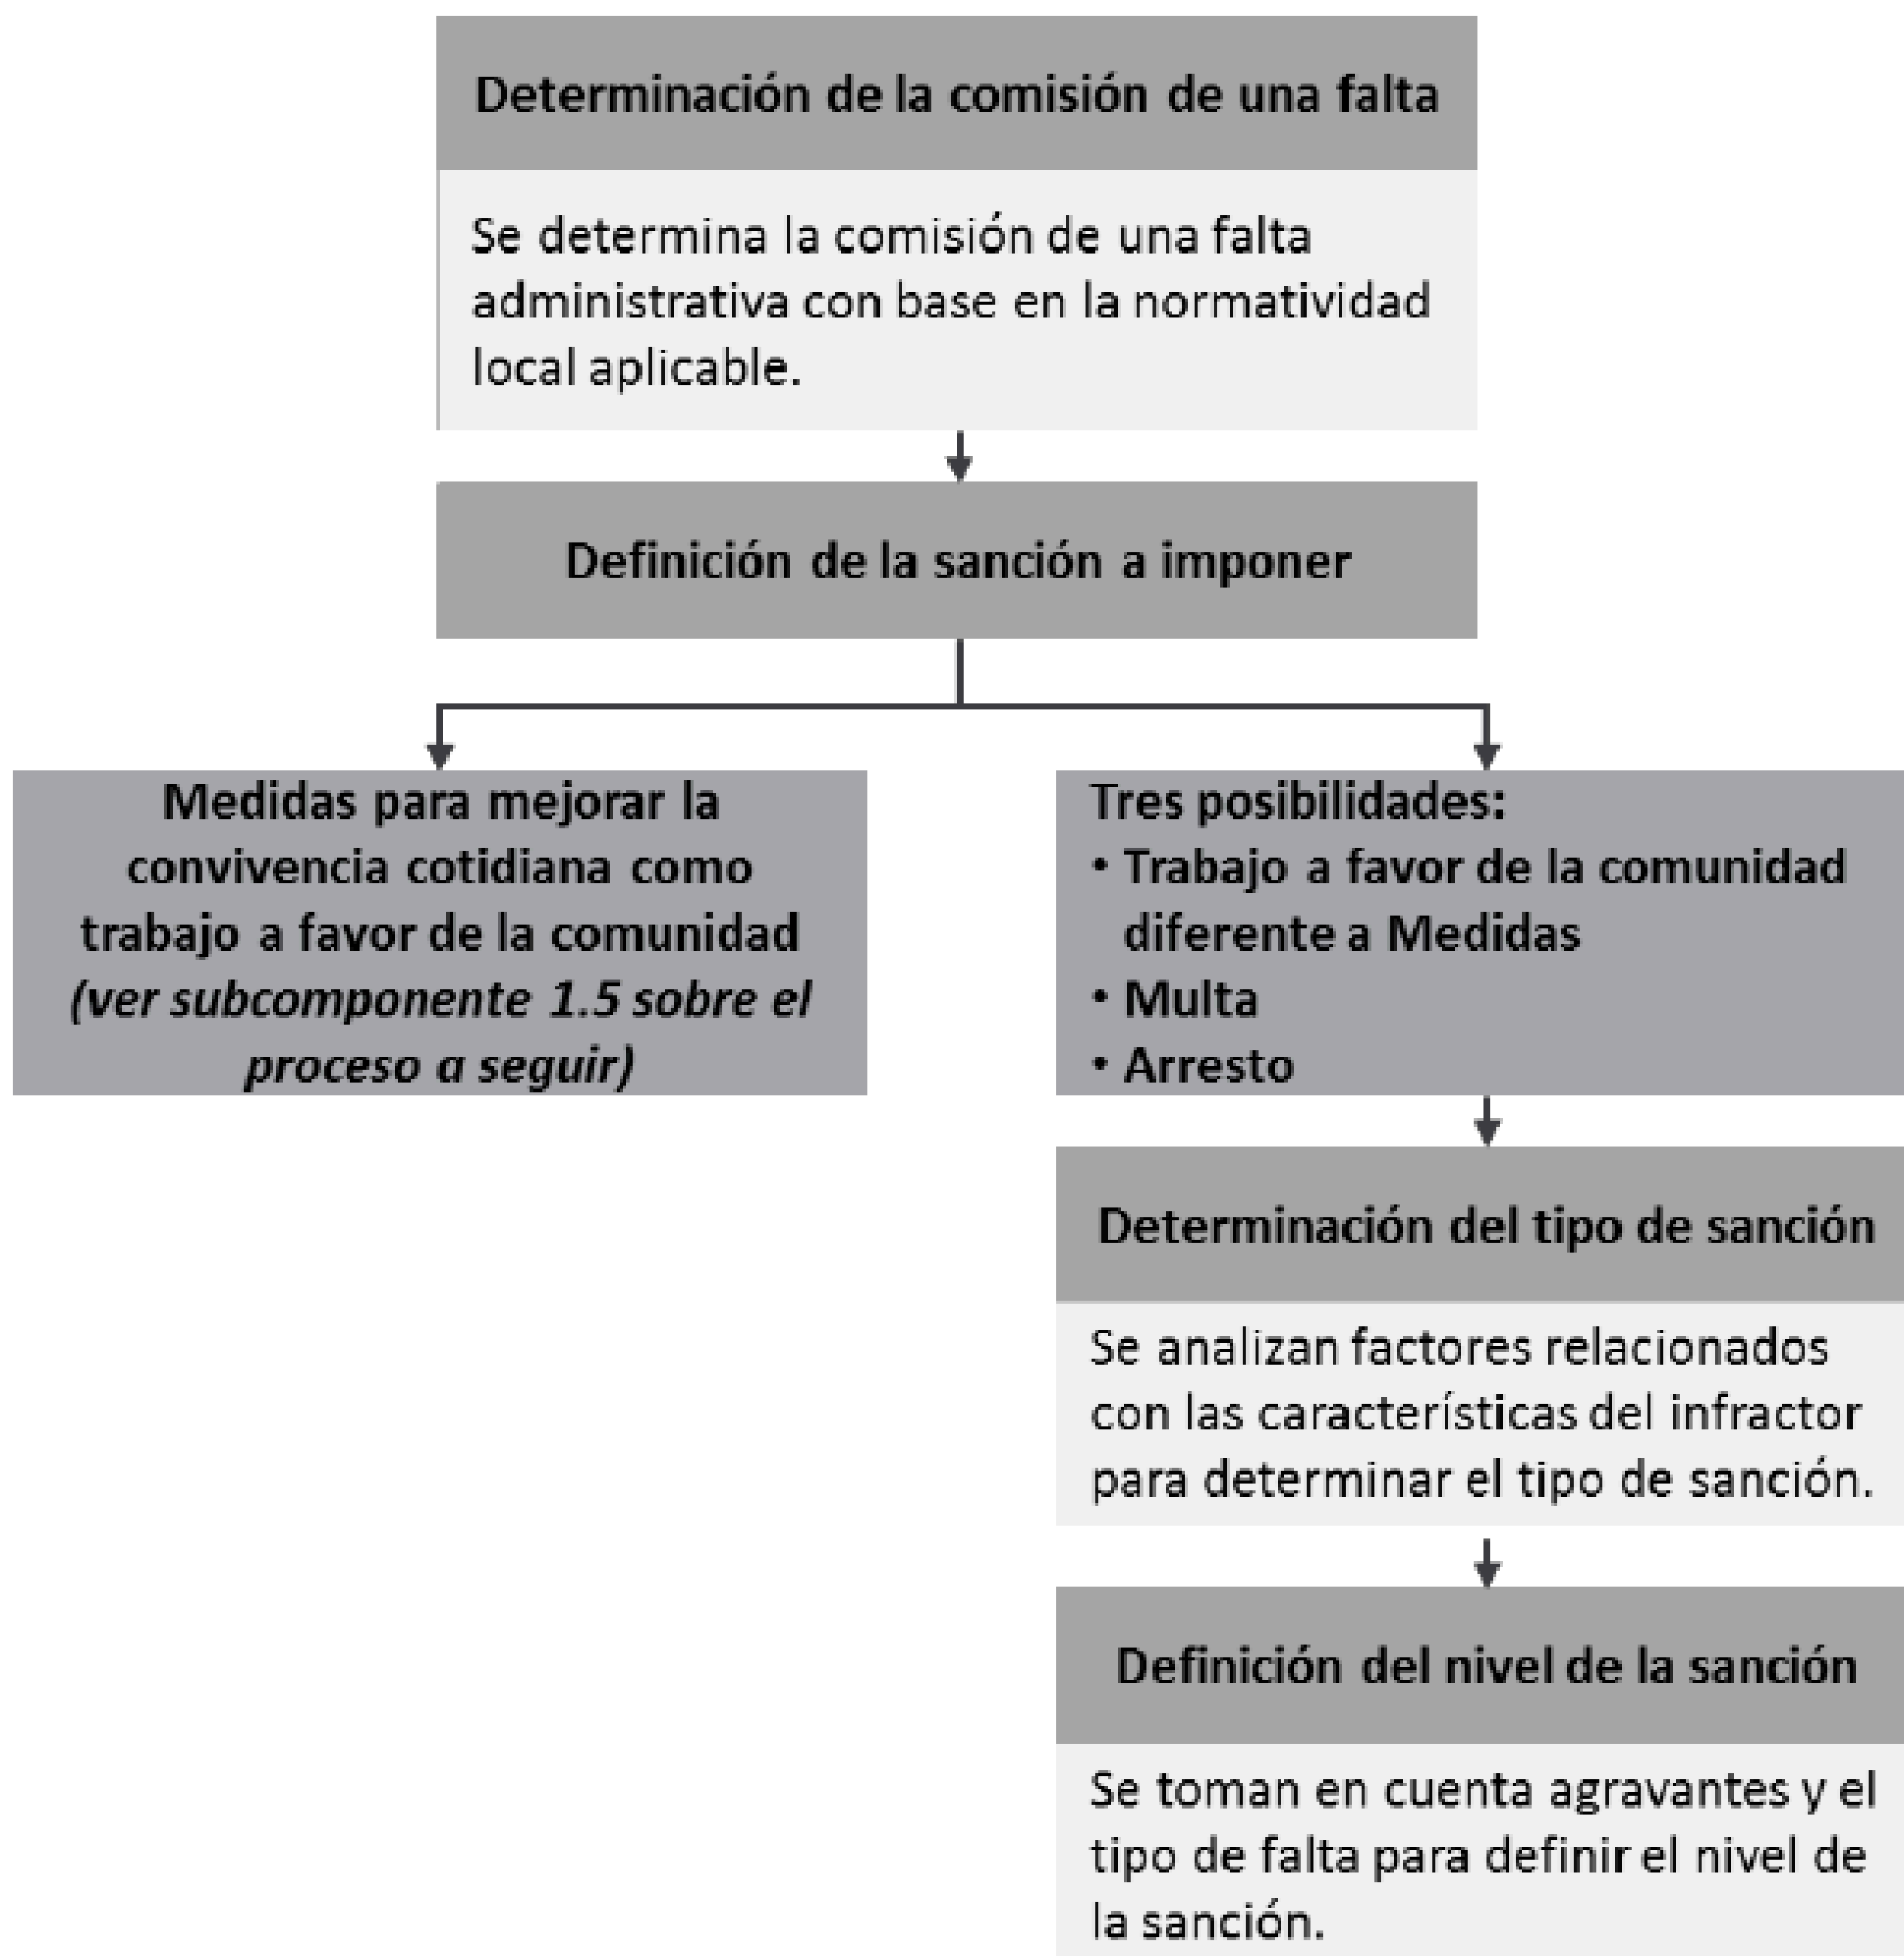 Determinación de la comisión de una falta
Se determina la comisión de una falta
administrativa con base en la normatividad
local aplicable.
Definición de la sanción a imponer
Medidas para mejorar la
convivencia cotidiana como
trabajo a favor de la comunidad
(ver subcomponente 1.5 sobre el
proceso a seguir)
Tres posibilidades:
• Trabajo a favor de la comunidad
diferente a Medidas
• Multa
• Arresto
Determinación del tipo de sanción
Se analizan factores relacionados
con las características del infractor
para determinar el tipo de sanción.
Definición del nivel de la sanción
Se toman en cuenta agravantes y el
tipo de falta para definir el nivel de
la sanción.